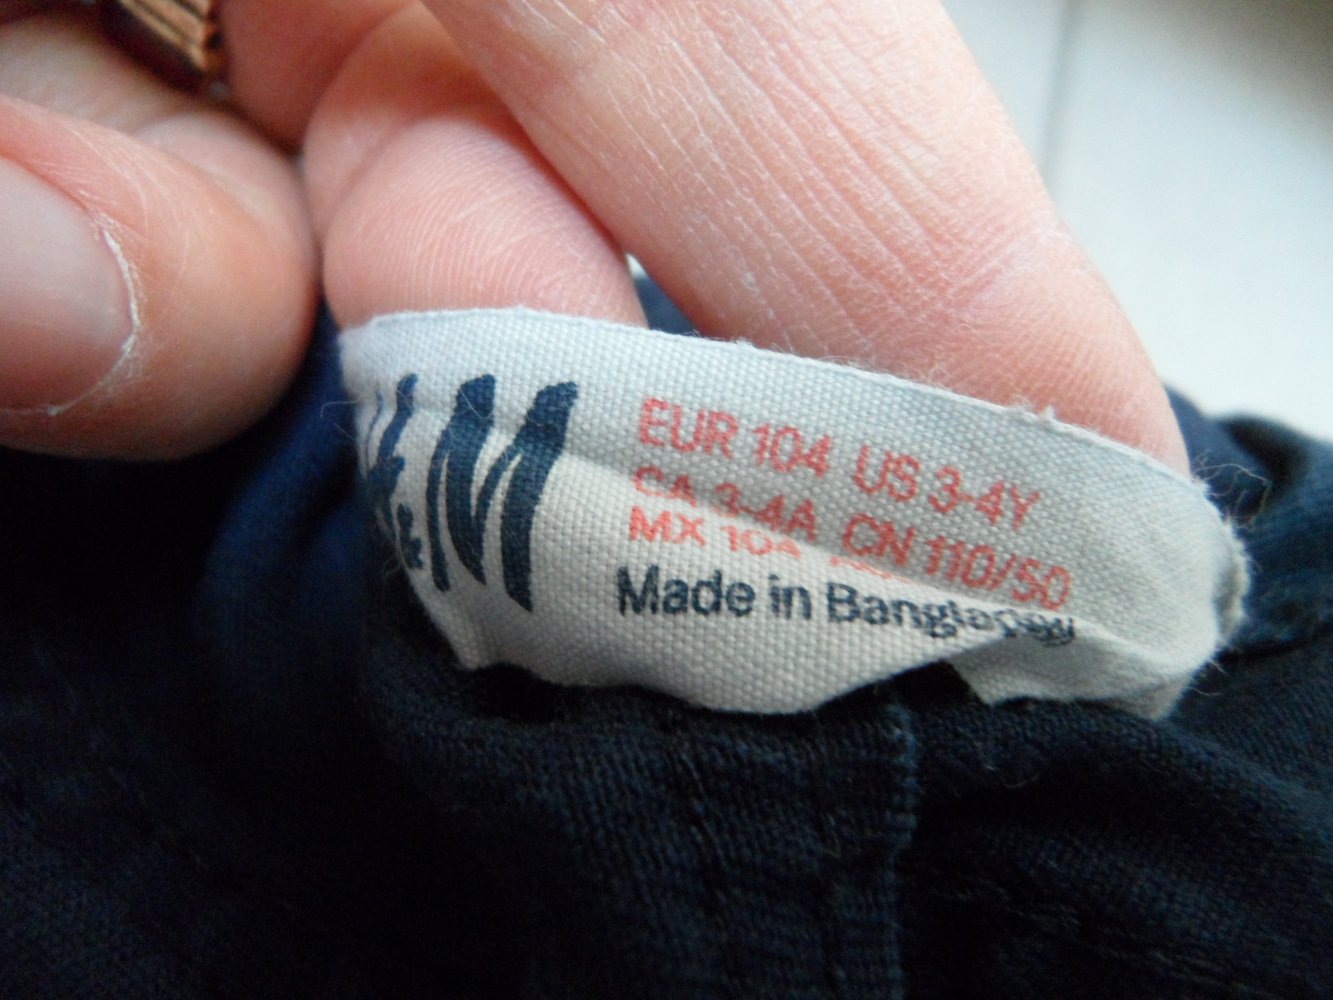 H&M
EUR 104 US 3-4Y
CA 3-4A CN 110/50
MX 104
Made in Bangladesh